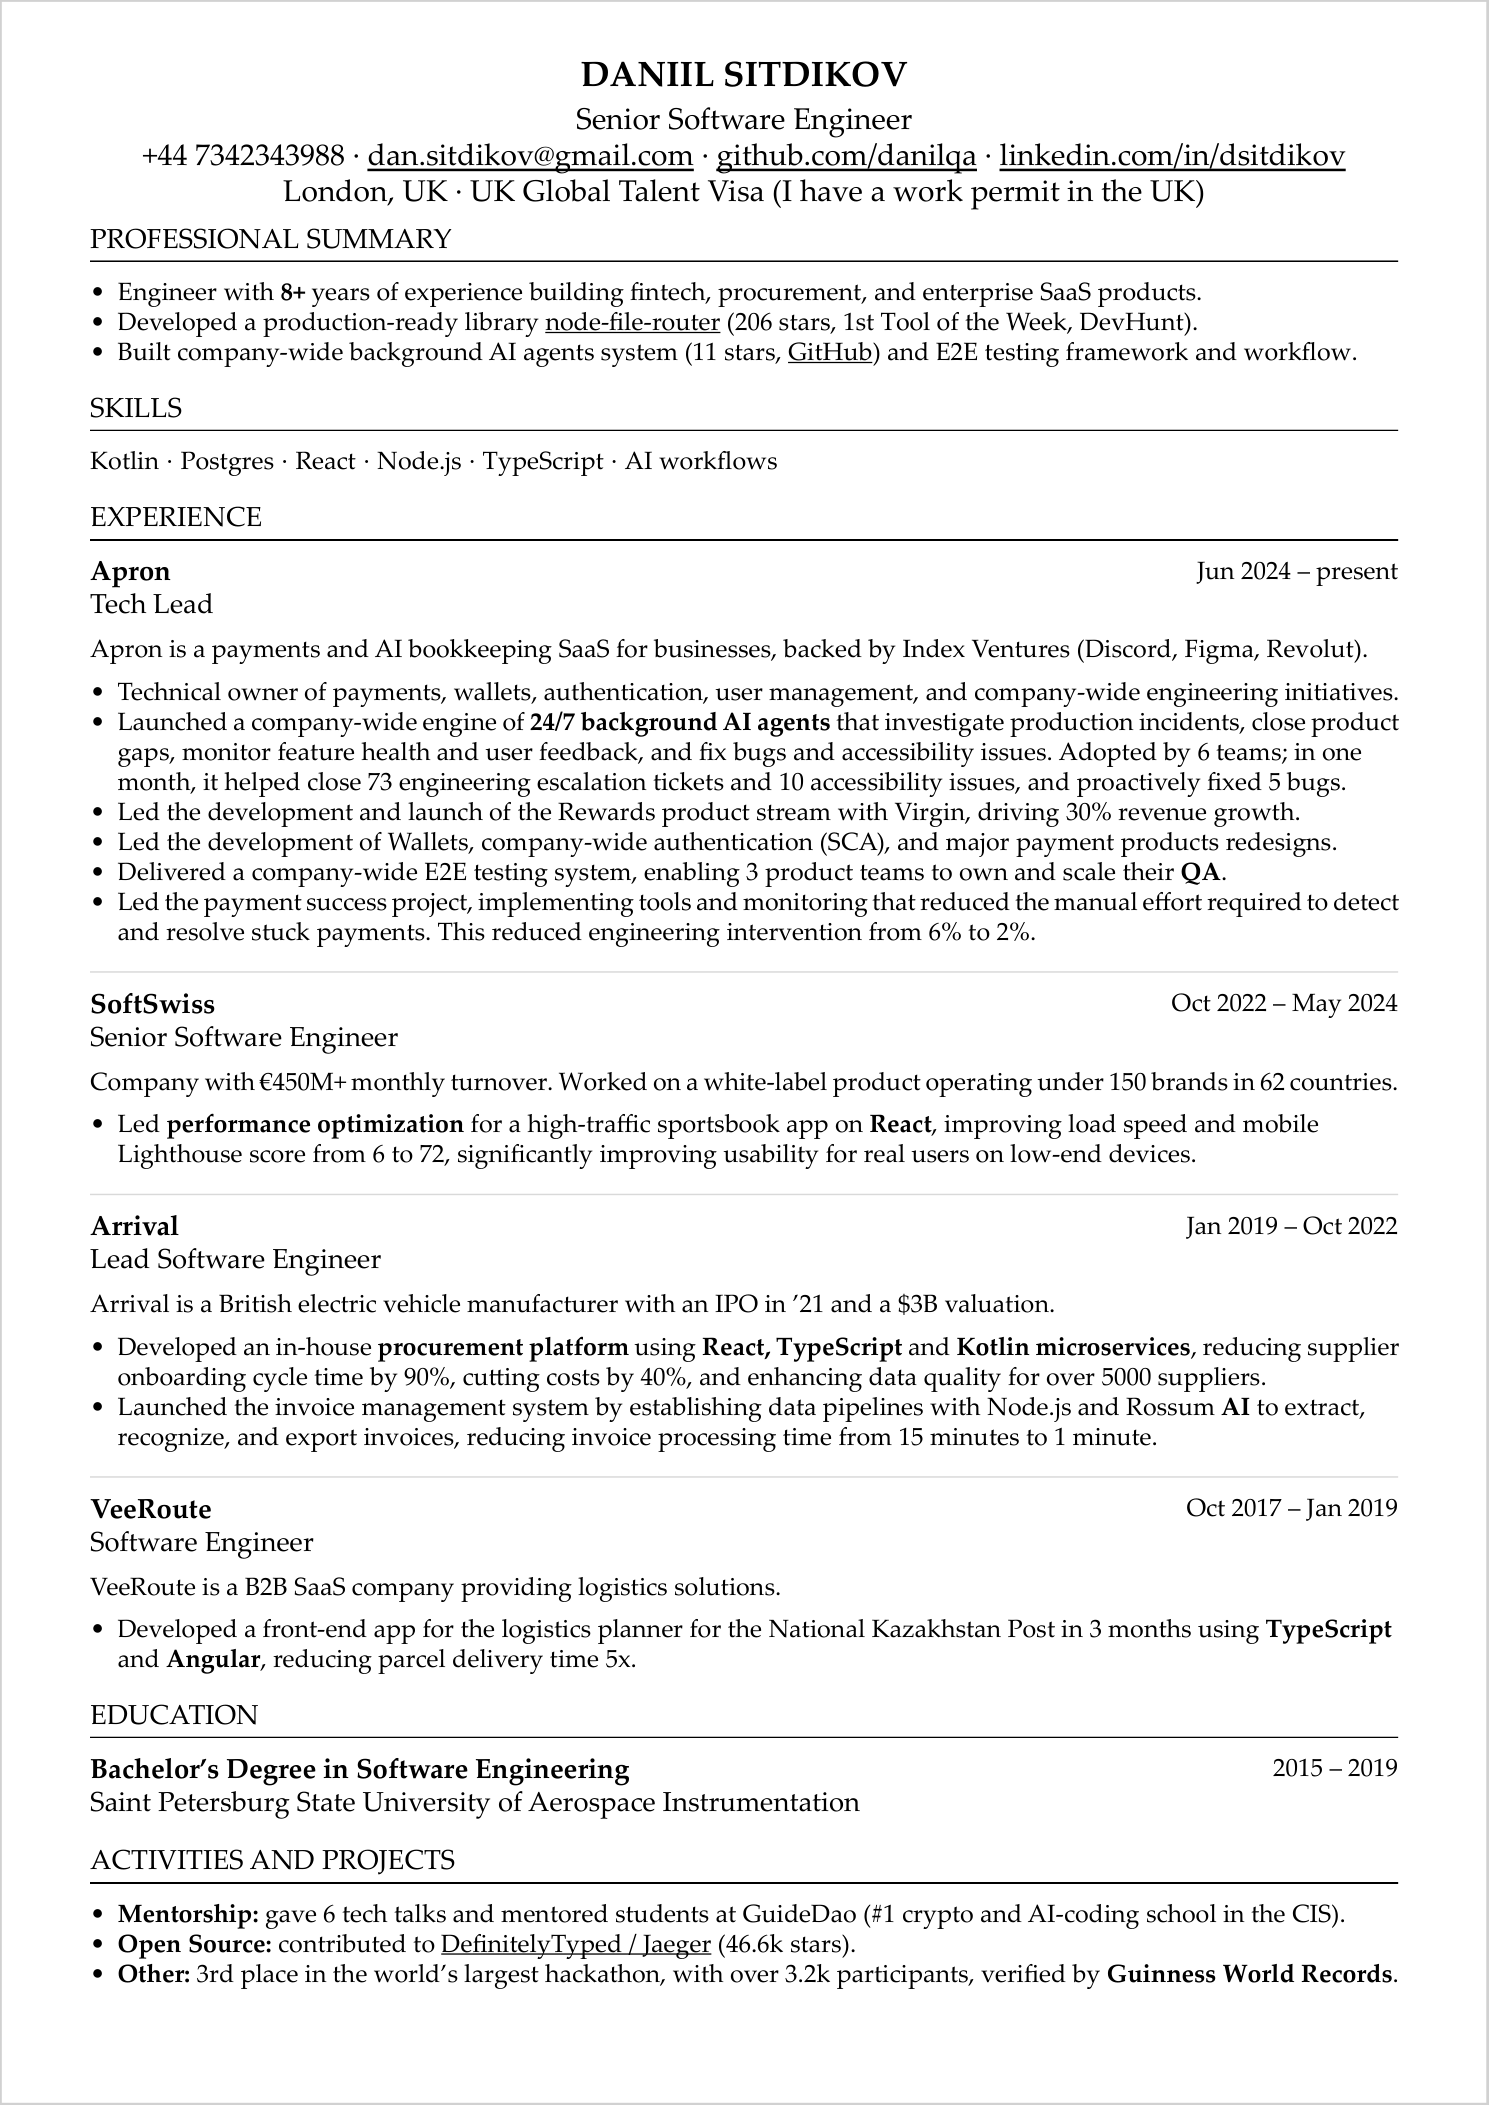 DANIIL SITDIKOV
Senior Software Engineer
+44 7342343988 · dan.sitdikov@gmail.com · github.com/danilqa · linkedin.com/in/dsitdikov
London, UK · UK Global Talent Visa (I have a work permit in the UK)
PROFESSIONAL SUMMARY
• Engineer with 8+ years of experience building fintech, procurement, and enterprise SaaS products.
• Developed a production-ready library node-file-router (206 stars, 1st Tool of the Week, DevHunt).
• Built company-wide background AI agents system (11 stars, GitHub) and E2E testing framework and workflow.
SKILLS
Kotlin · Postgres · React · Node.js · TypeScript · AI workflows
EXPERIENCE
Apron Jun 2024 – present
Tech Lead
Apron is a payments and AI bookkeeping SaaS for businesses, backed by Index Ventures (Discord, Figma, Revolut).
• Technical owner of payments, wallets, authentication, user management, and company-wide engineering initiatives.
• Launched a company-wide engine of 24/7 background AI agents that investigate production incidents, close product
gaps, monitor feature health and user feedback, and fix bugs and accessibility issues. Adopted by 6 teams; in one
month, it helped close 73 engineering escalation tickets and 10 accessibility issues, and proactively fixed 5 bugs.
• Led the development and launch of the Rewards product stream with Virgin, driving 30% revenue growth.
• Led the development of Wallets, company-wide authentication (SCA), and major payment products redesigns.
• Delivered a company-wide E2E testing system, enabling 3 product teams to own and scale their QA.
• Led the payment success project, implementing tools and monitoring that reduced the manual effort required to detect
and resolve stuck payments. This reduced engineering intervention from 6% to 2%.
SoftSwiss Oct 2022 – May 2024
Senior Software Engineer
Company with €450M+ monthly turnover. Worked on a white-label product operating under 150 brands in 62 countries.
• Led performance optimization for a high-traffic sportsbook app on React, improving load speed and mobile
Lighthouse score from 6 to 72, significantly improving usability for real users on low-end devices.
Arrival Jan 2019 – Oct 2022
Lead Software Engineer
Arrival is a British electric vehicle manufacturer with an IPO in ’21 and a $3B valuation.
• Developed an in-house procurement platform using React, TypeScript and Kotlin microservices, reducing supplier
onboarding cycle time by 90%, cutting costs by 40%, and enhancing data quality for over 5000 suppliers.
• Launched the invoice management system by establishing data pipelines with Node.js and Rossum AI to extract,
recognize, and export invoices, reducing invoice processing time from 15 minutes to 1 minute.
VeeRoute Oct 2017 – Jan 2019
Software Engineer
VeeRoute is a B2B SaaS company providing logistics solutions.
• Developed a front-end app for the logistics planner for the National Kazakhstan Post in 3 months using TypeScript
and Angular, reducing parcel delivery time 5x.
EDUCATION
Bachelor’s Degree in Software Engineering 2015 – 2019
Saint Petersburg State University of Aerospace Instrumentation
ACTIVITIES AND PROJECTS
• Mentorship: gave 6 tech talks and mentored students at GuideDao (#1 crypto and AI-coding school in the CIS).
• Open Source: contributed to DefinitelyTyped / Jaeger (46.6k stars).
• Other: 3rd place in the world’s largest hackathon, with over 3.2k participants, verified by Guinness World Records.